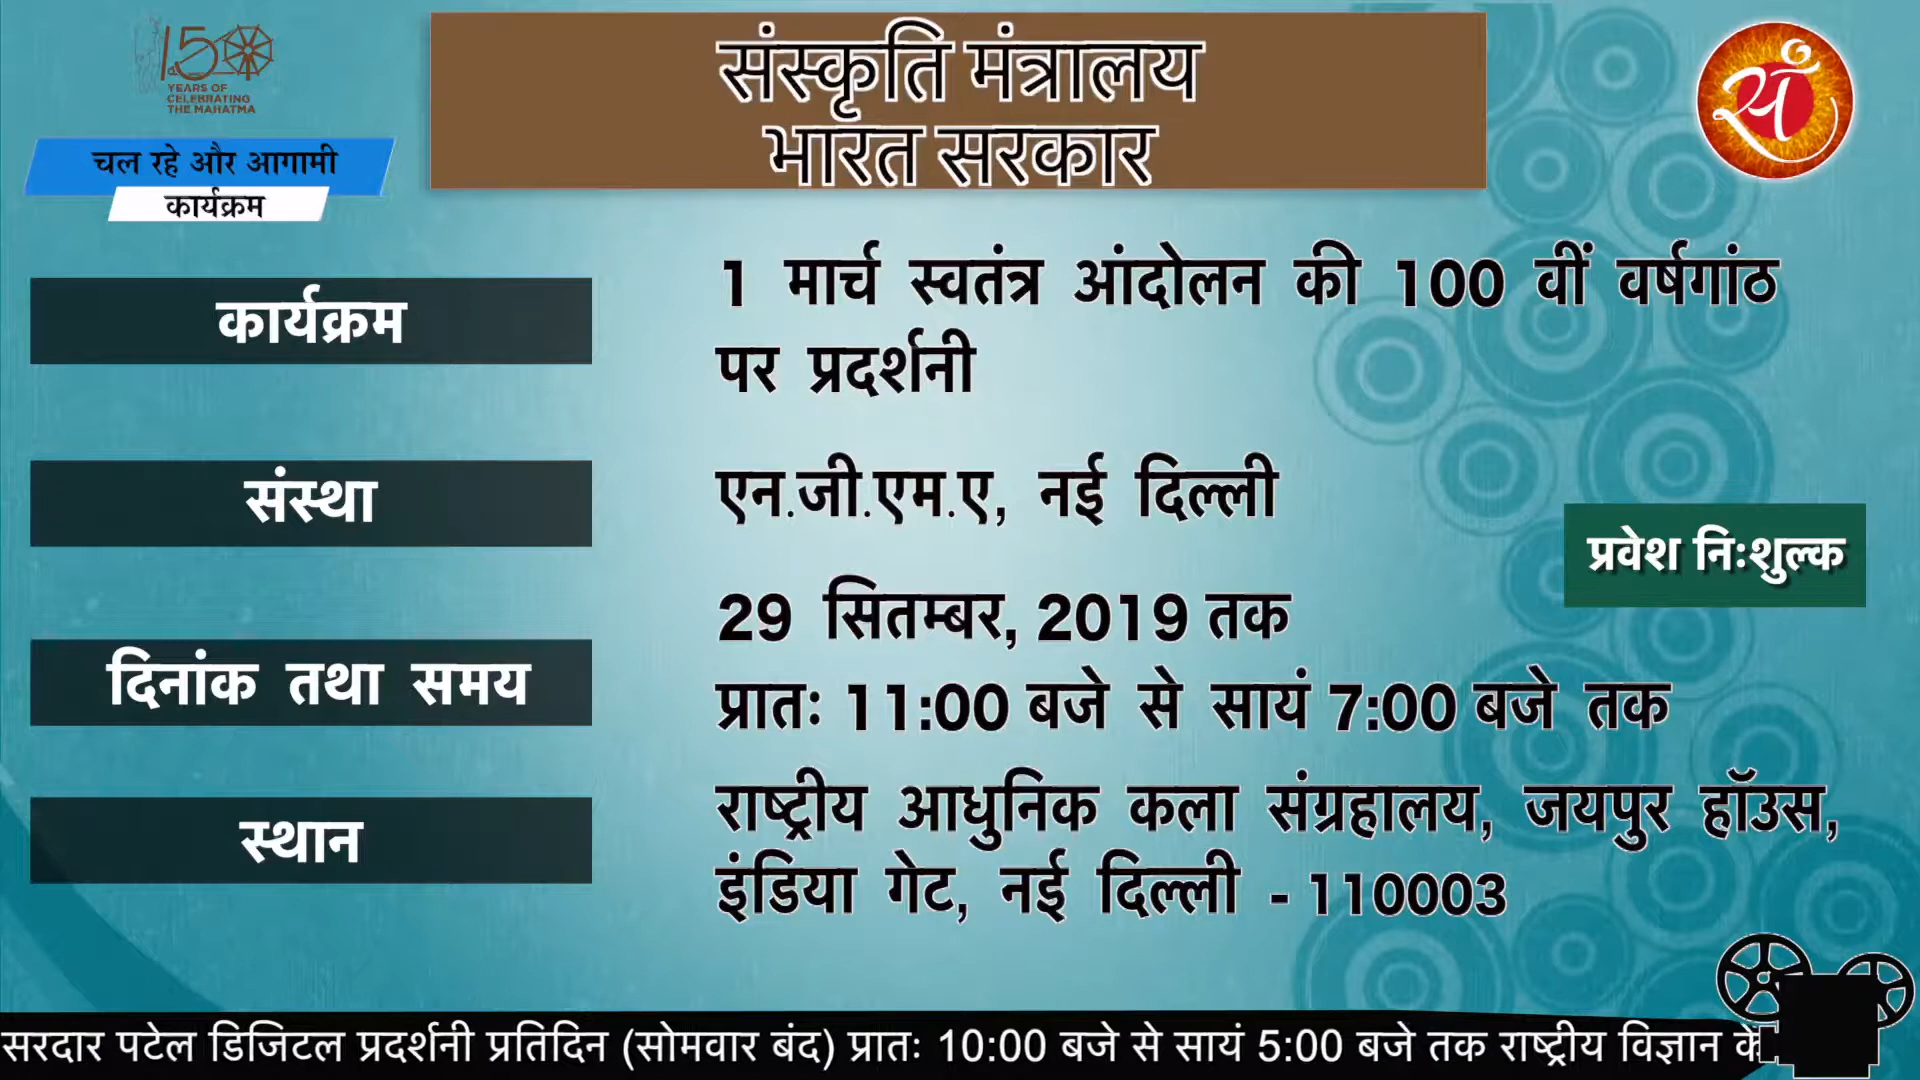 150
YEARS OF
CELEBRATING
THE MAHATMA
संस्कृति मंत्रालय
भारत सरकार
सं
चल रहे और आगामी
कार्यक्रम
कार्यक्रम
1 मार्च स्वतंत्र आंदोलन की 100 वीं वर्षगांठ
पर प्रदर्शनी
संस्था
एन.जी.एम.ए, नई दिल्ली
प्रवेश निःशुल्क
दिनांक तथा समय
29 सितम्बर, 2019 तक
प्रातः 11:00 बजे से सायं 7:00 बजे तक
स्थान
राष्ट्रीय आधुनिक कला संग्रहालय, जयपुर हॉउस,
इंडिया गेट, नई दिल्ली - 110003
सरदार पटेल डिजिटल प्रदर्शनी प्रतिदिन (सोमवार बंद) प्रातः 10:00 बजे से सायं 5:00 बजे तक राष्ट्रीय विज्ञान